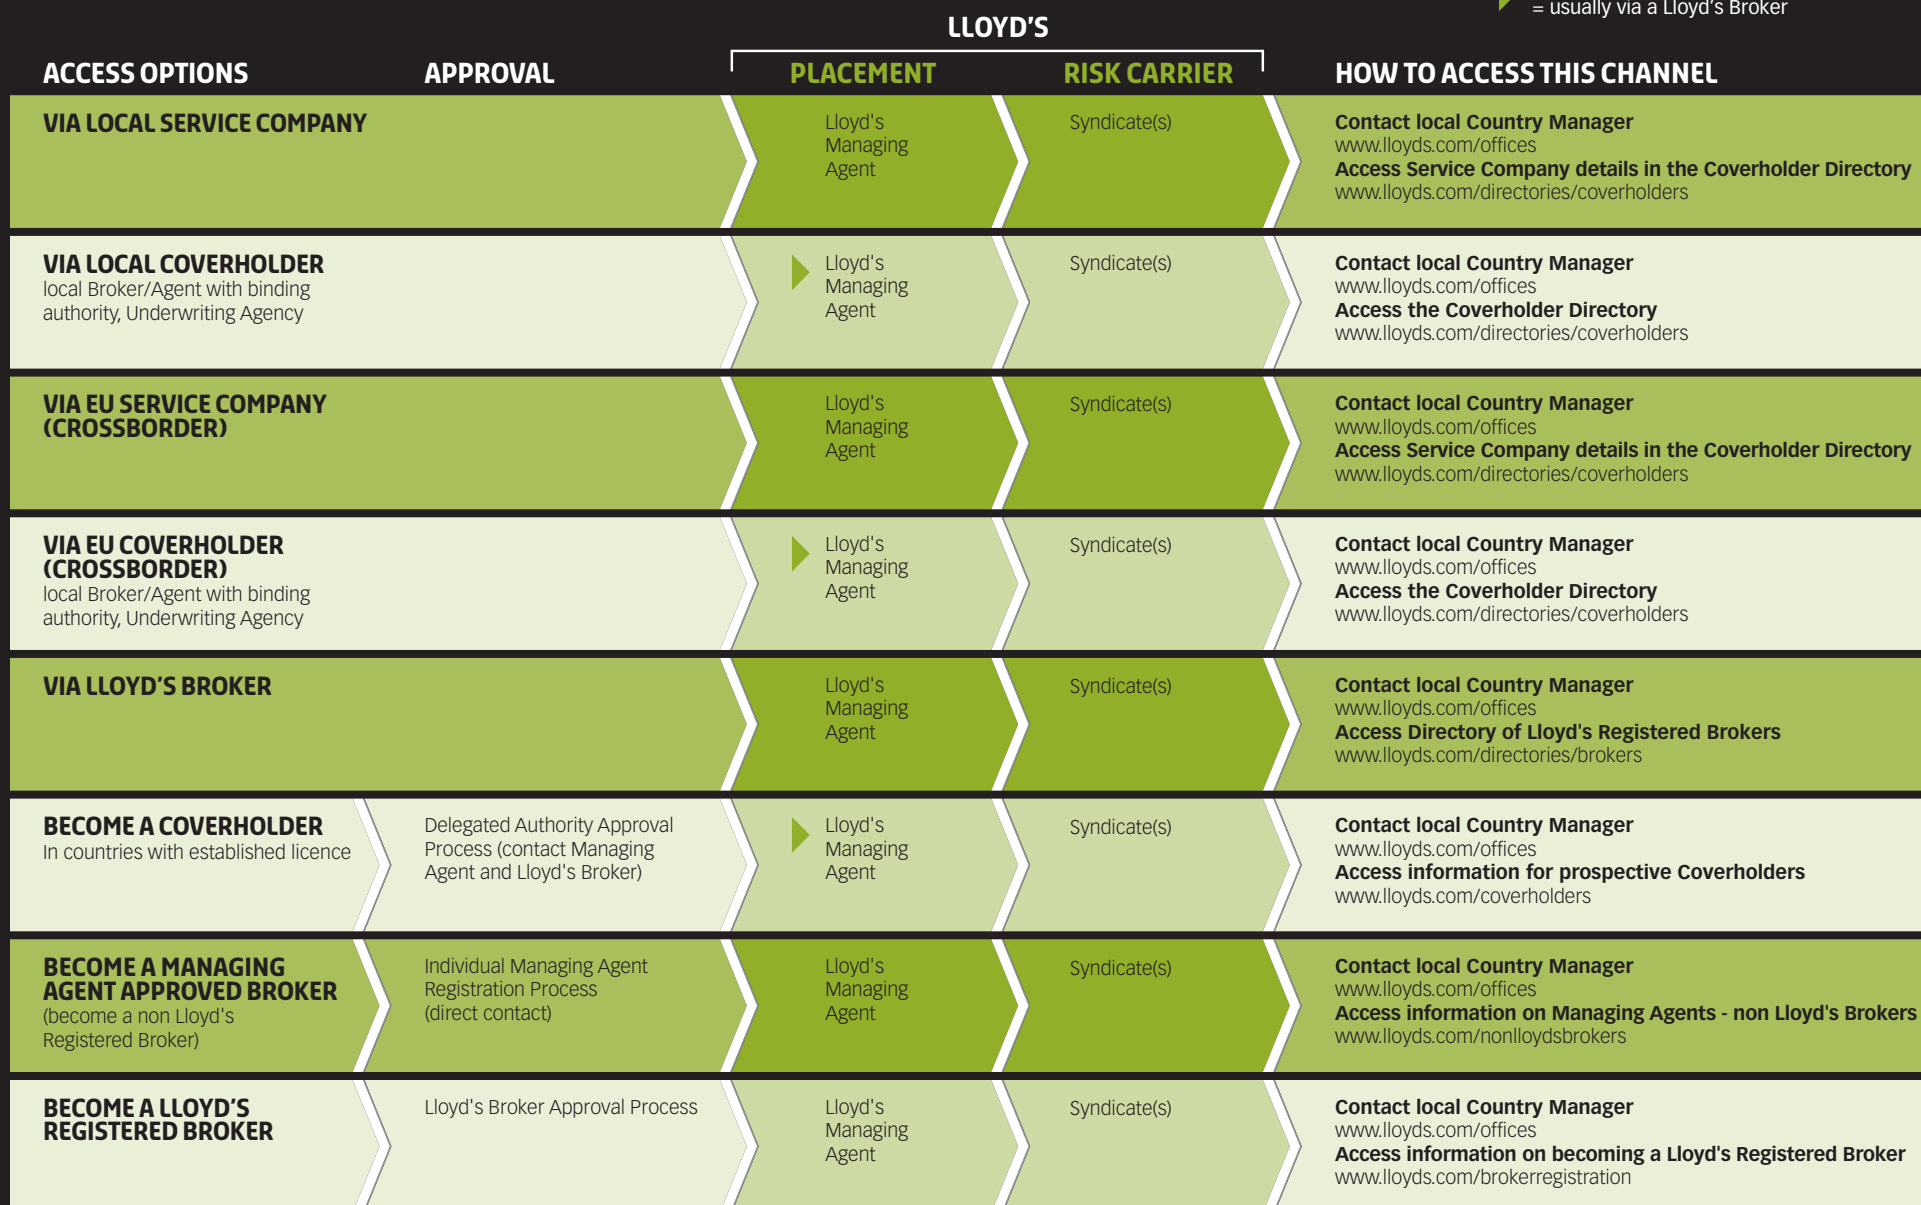 = usually via a Lloyd's Broker
LLOYD'S
ACCESS OPTIONS
APPROVAL
PLACEMENT
RISK CARRIER
HOW TO ACCESS THIS CHANNEL
VIA LOCAL SERVICE COMPANY
Lloyd's
Managing
Agent
Syndicate(s)
Contact local Country Manager
www.lloyds.com/offices
Access Service Company details in the Coverholder Directory
www.lloyds.com/directories/coverholders
VIA LOCAL COVERHOLDER
local Broker/Agent with binding
authority, Underwriting Agency
Lloyd's
Managing
Agent
Syndicate(s)
Contact local Country Manager
www.lloyds.com/offices
Access the Coverholder Directory
www.lloyds.com/directories/coverholders
VIA EU SERVICE COMPANY
(CROSSBORDER)
Lloyd's
Managing
Agent
Syndicate(s)
Contact local Country Manager
www.lloyds.com/offices
Access Service Company details in the Coverholder Directory
www.lloyds.com/directories/coverholders
VIA EU COVERHOLDER
(CROSSBORDER)
local Broker/Agent with binding
authority, Underwriting Agency
Lloyd's
Managing
Agent
Syndicate(s)
Contact local Country Manager
www.lloyds.com/offices
Access the Coverholder Directory
www.lloyds.com/directories/coverholders
VIA LLOYD'S BROKER
Lloyd's
Managing
Agent
Syndicate(s)
Contact local Country Manager
www.lloyds.com/offices
Access Directory of Lloyd's Registered Brokers
www.lloyds.com/directories/brokers
BECOME A COVERHOLDER
In countries with established licence
Delegated Authority Approval
Process (contact Managing
Agent and Lloyd's Broker)
Lloyd's
Managing
Agent
Syndicate(s)
Contact local Country Manager
www.lloyds.com/offices
Access information for prospective Coverholders
www.lloyds.com/coverholders
BECOME A MANAGING
AGENT APPROVED BROKER
(become a non Lloyd's
Registered Broker)
Individual Managing Agent
Registration Process
(direct contact)
Lloyd's
Managing
Agent
Syndicate(s)
Contact local Country Manager
www.lloyds.com/offices
Access information on Managing Agents - non Lloyd's Brokers
www.lloyds.com/nonlloydsbrokers
BECOME A LLOYD'S
REGISTERED BROKER
Lloyd's Broker Approval Process
Lloyd's
Managing
Agent
Syndicate(s)
Contact local Country Manager
www.lloyds.com/offices
Access information on becoming a Lloyd's Registered Broker
www.lloyds.com/brokerregistration